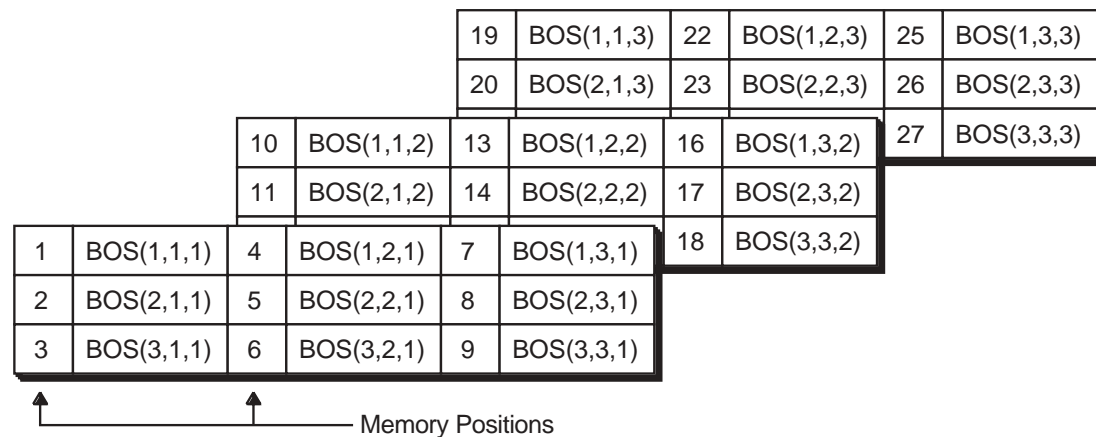 19 BOS(1,1,3) 22 BOS(1,2,3) 25 BOS(1,3,3)
20 BOS(2,1,3) 23 BOS(2,2,3) 26 BOS(2,3,3)
27 BOS(3,3,3)
10 BOS(1,1,2) 13 BOS(1,2,2) 16 BOS(1,3,2)
11 BOS(2,1,2) 14 BOS(2,2,2) 17 BOS(2,3,2)
18 BOS(3,3,2)
1 BOS(1,1,1) 4 BOS(1,2,1) 7 BOS(1,3,1)
2 BOS(2,1,1) 5 BOS(2,2,1) 8 BOS(2,3,1)
3 BOS(3,1,1) 6 BOS(3,2,1) 9 BOS(3,3,1)
Memory Positions